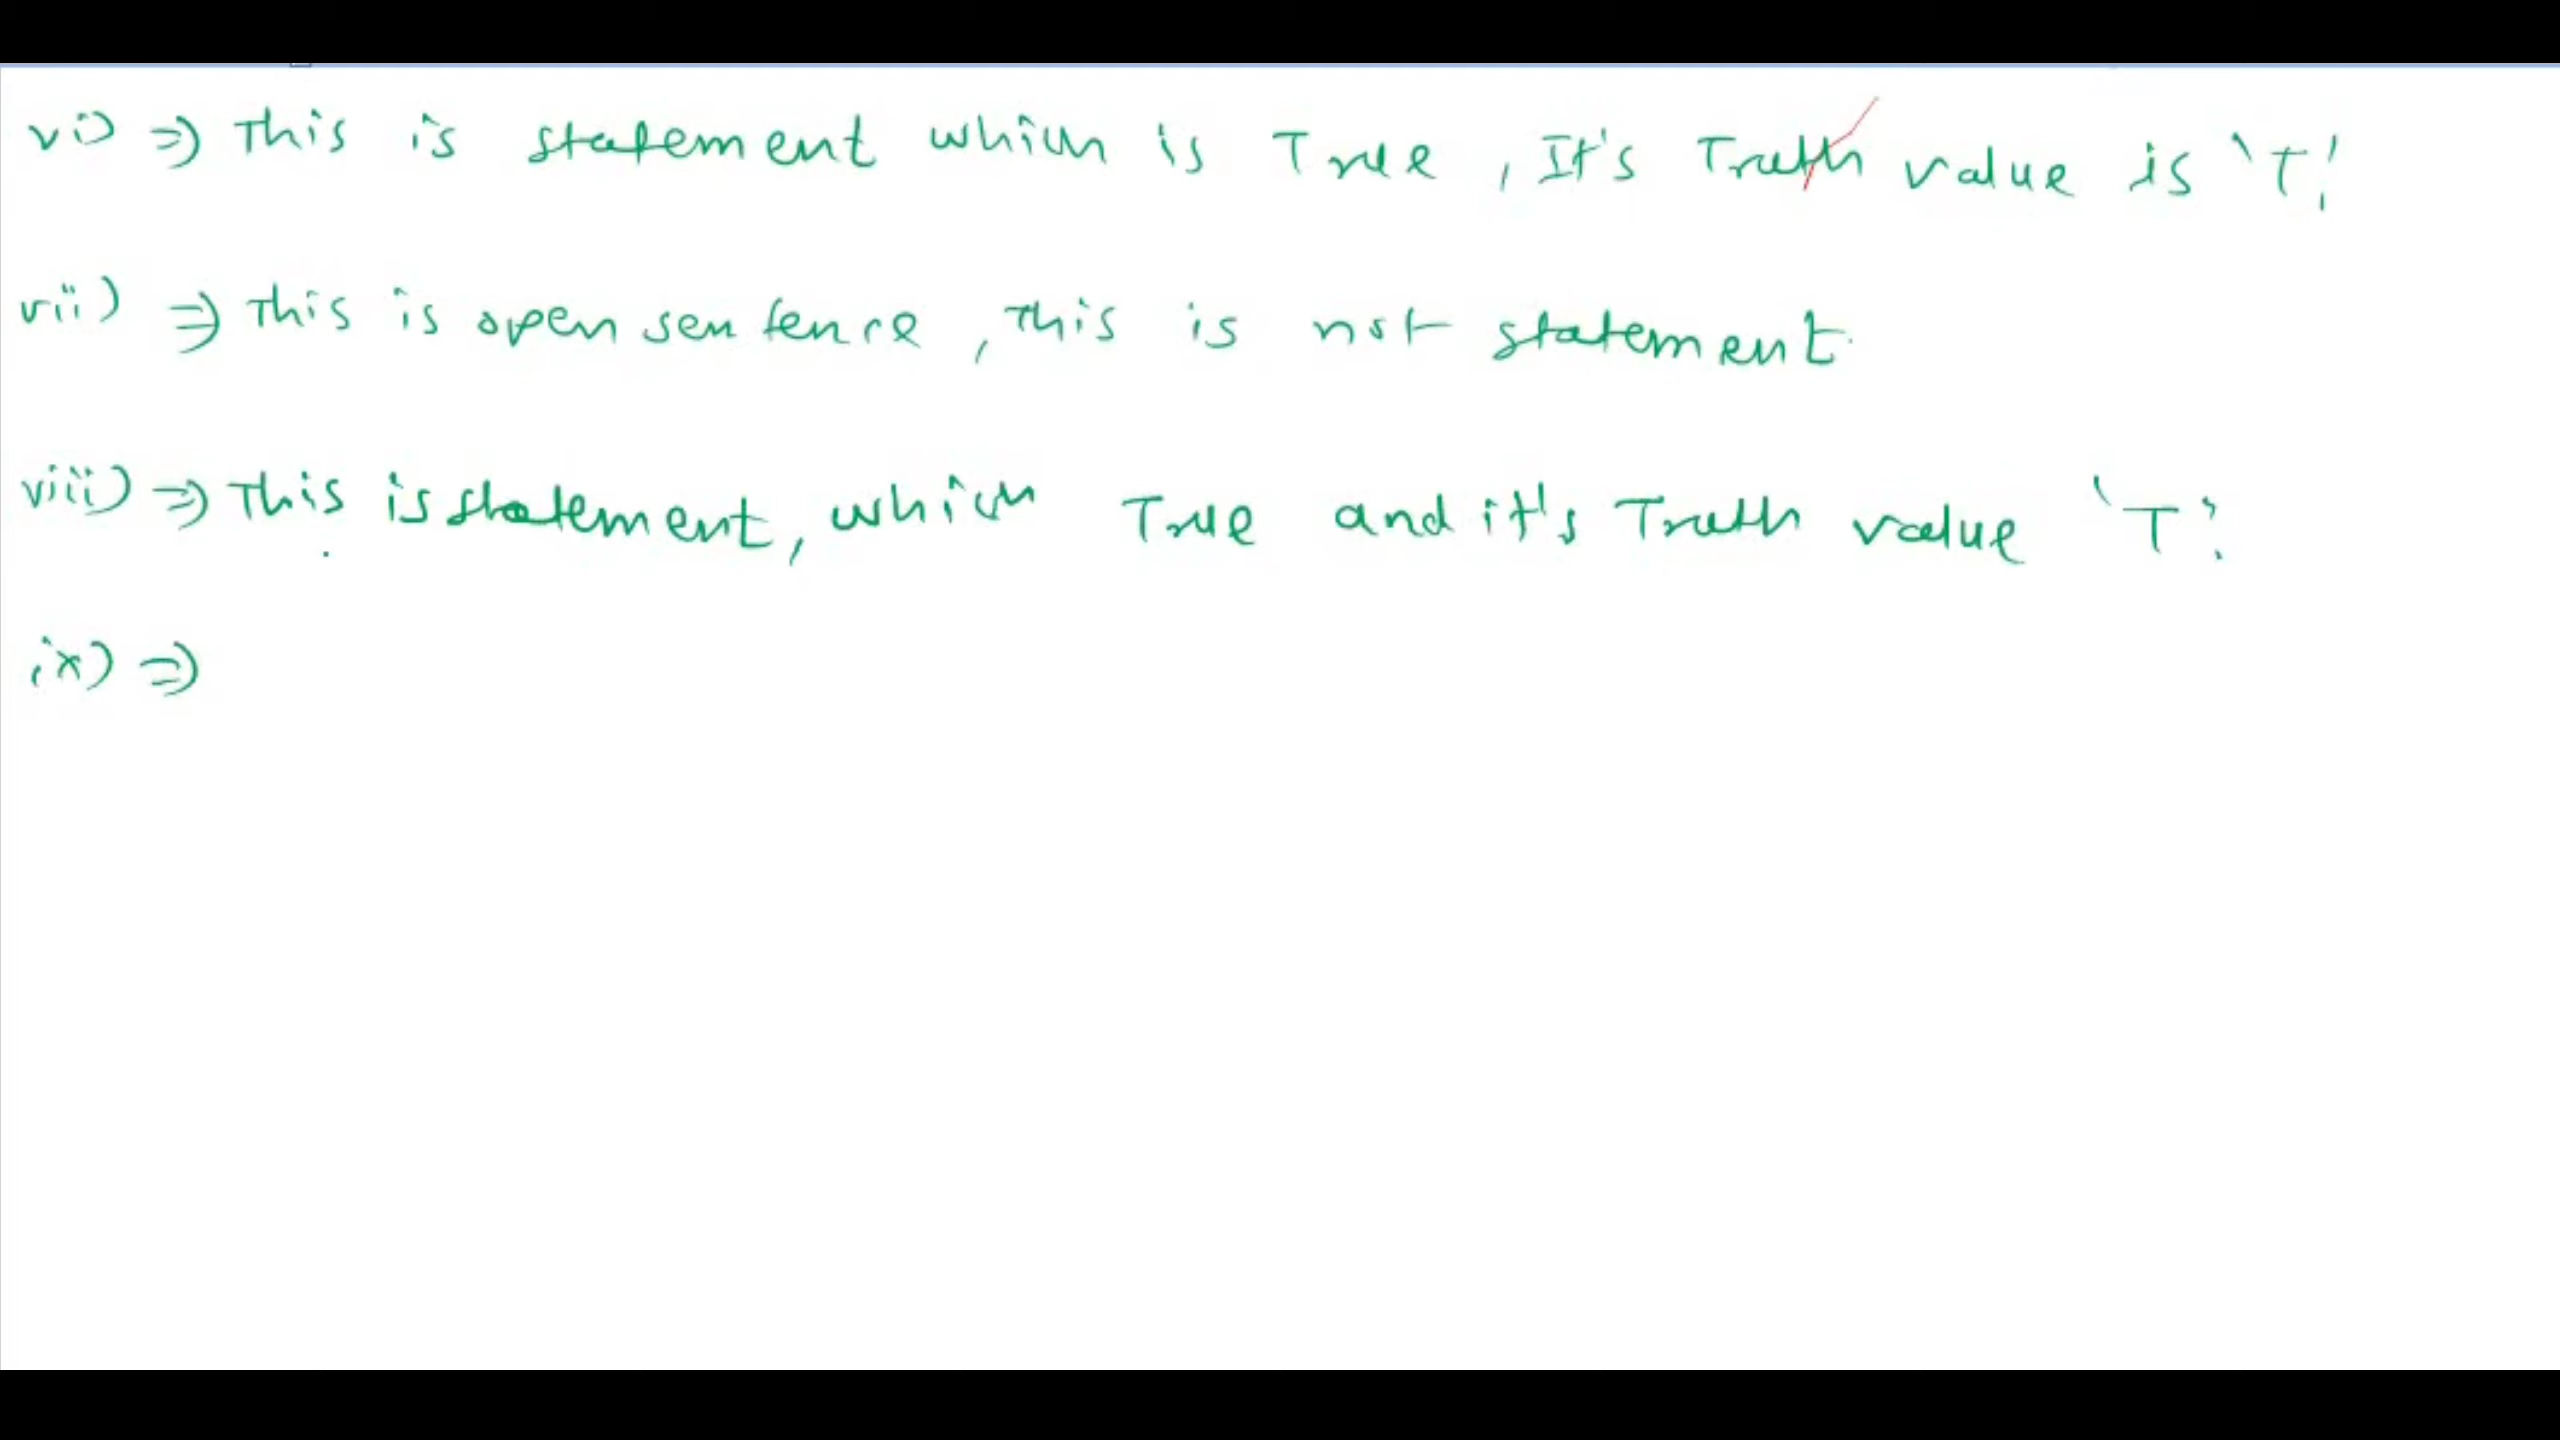 vi) ⇒ This is statement which is True, It's Truth value is 'T'.
vii) ⇒ This is open sentence, This is not statement.
viii) ⇒ This is statement, which True and it's Truth value 'T'.
ix) ⇒